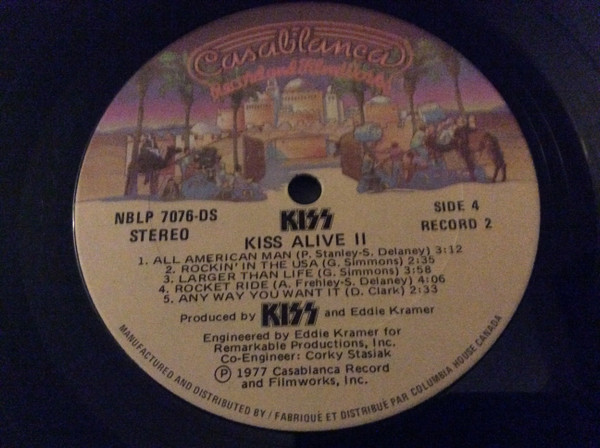 Casablanca
Record and FilmWorks
NBLP 7076-DS
STEREO
KISS
SIDE 4
RECORD 2
KISS ALIVE II
1. ALL AMERICAN MAN (P. Stanley-S. Delaney) 3:12
2. ROCKIN' IN THE USA (G. Simmons) 2:35
3. LARGER THAN LIFE (G. Simmons) 3:58
4. ROCKET RIDE (A. Frehley-S. Delaney) 4:06
5. ANY WAY YOU WANT IT (D. Clark) 2:33
Produced by KISS and Eddie Kramer
Engineered by Eddie Kramer for
Remarkable Productions, Inc.
Co-Engineer: Corky Stasiak
Ⓟ 1977 Casablanca Record
and Filmworks, Inc.
MANUFACTURED AND DISTRIBUTED BY / FABRIQUÉ ET DISTRIBUÉ PAR COLUMBIA HOUSE CANADA